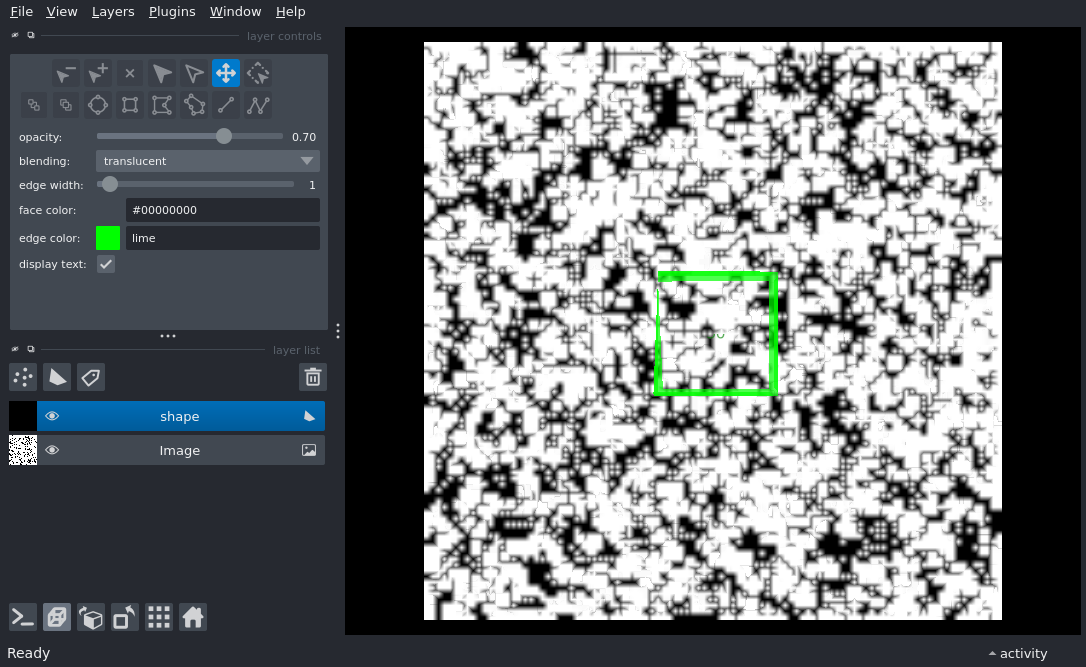 File View Layers Plugins Window Help
layer controls
opacity: 0.70
blending: translucent
edge width: 1
face color: #00000000
edge color: lime
display text:
layer list
shape
Image
Ready
activity